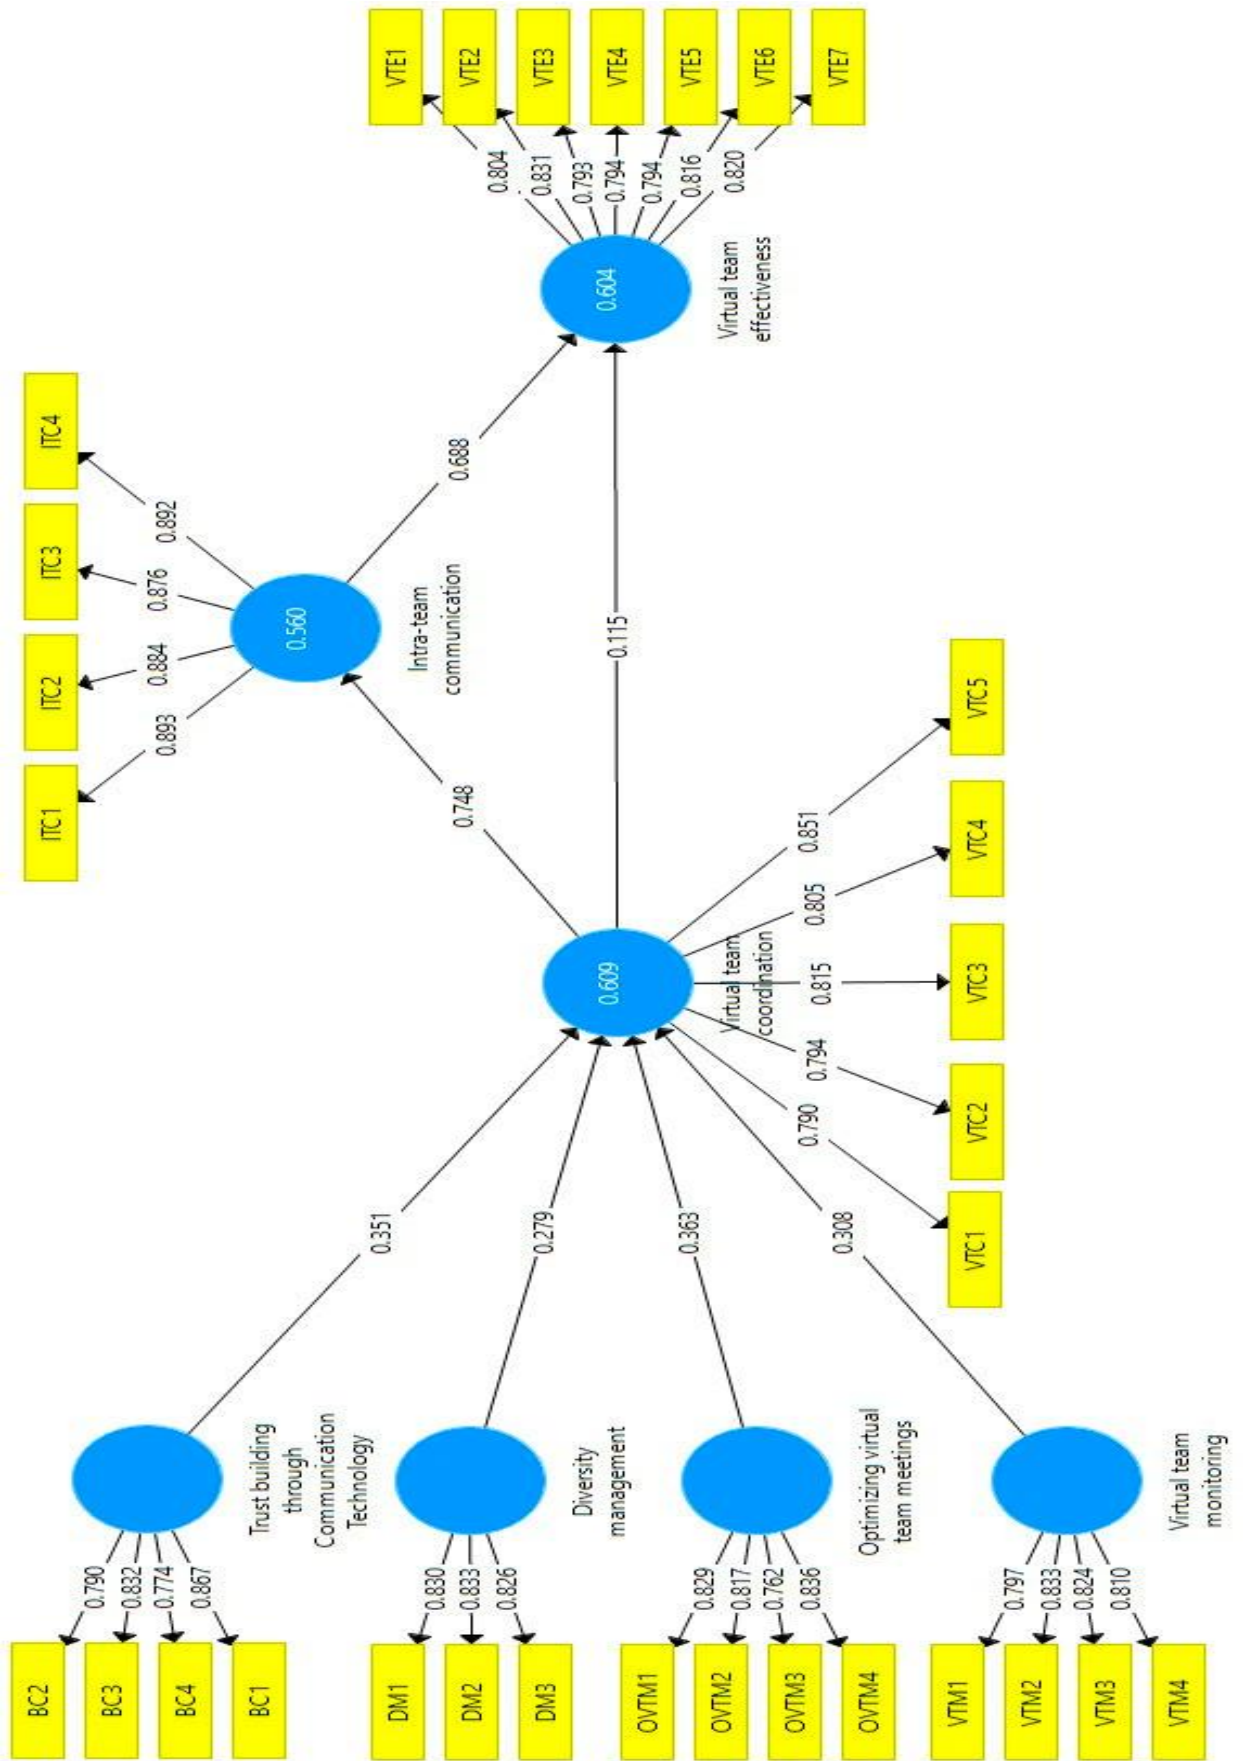 ITC1
ITC2
ITC3
ITC4
0.893
0.884
0.876
0.892
0.560
Intra-team
communication
BC2
BC3
BC4
BC1
0.790
0.832
0.774
0.867
Trust building
through
Communication
Technology
DM1
DM2
DM3
0.830
0.833
0.826
Diversity
management
OVTM1
OVTM2
OVTM3
OVTM4
0.829
0.817
0.762
0.836
Optimizing virtual
team meetings
VTM1
VTM2
VTM3
VTM4
0.797
0.833
0.824
0.810
Virtual team
monitoring
0.351
0.279
0.363
0.308
0.609
Virtual team
coordination
0.790
0.794
0.815
0.805
0.851
VTC1
VTC2
VTC3
VTC4
VTC5
0.748
0.115
0.688
0.604
Virtual team
effectiveness
0.804
0.831
0.793
0.794
0.794
0.816
0.820
VTE1
VTE2
VTE3
VTE4
VTE5
VTE6
VTE7